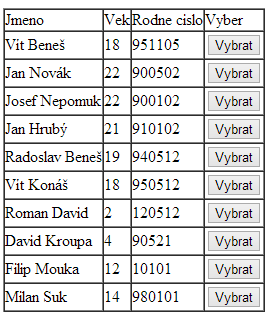 Jmeno Vek Rodne cislo Vyber
Vít Beneš 18 951105 Vybrat
Jan Novák 22 900502 Vybrat
Josef Nepomuk 22 900102 Vybrat
Jan Hrubý 21 910102 Vybrat
Radoslav Beneš 19 940512 Vybrat
Vít Konáš 18 950512 Vybrat
Roman David 2 120512 Vybrat
David Kroupa 4 90521 Vybrat
Filip Mouka 12 10101 Vybrat
Milan Suk 14 980101 Vybrat